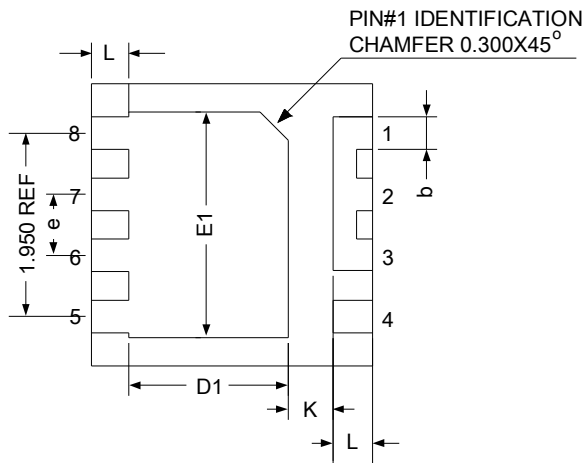 PIN#1 IDENTIFICATION
CHAMFER 0.300X45°
L
8
1
b
7
2
1.950 REF
e
E1
6
3
5
4
D1
K
L